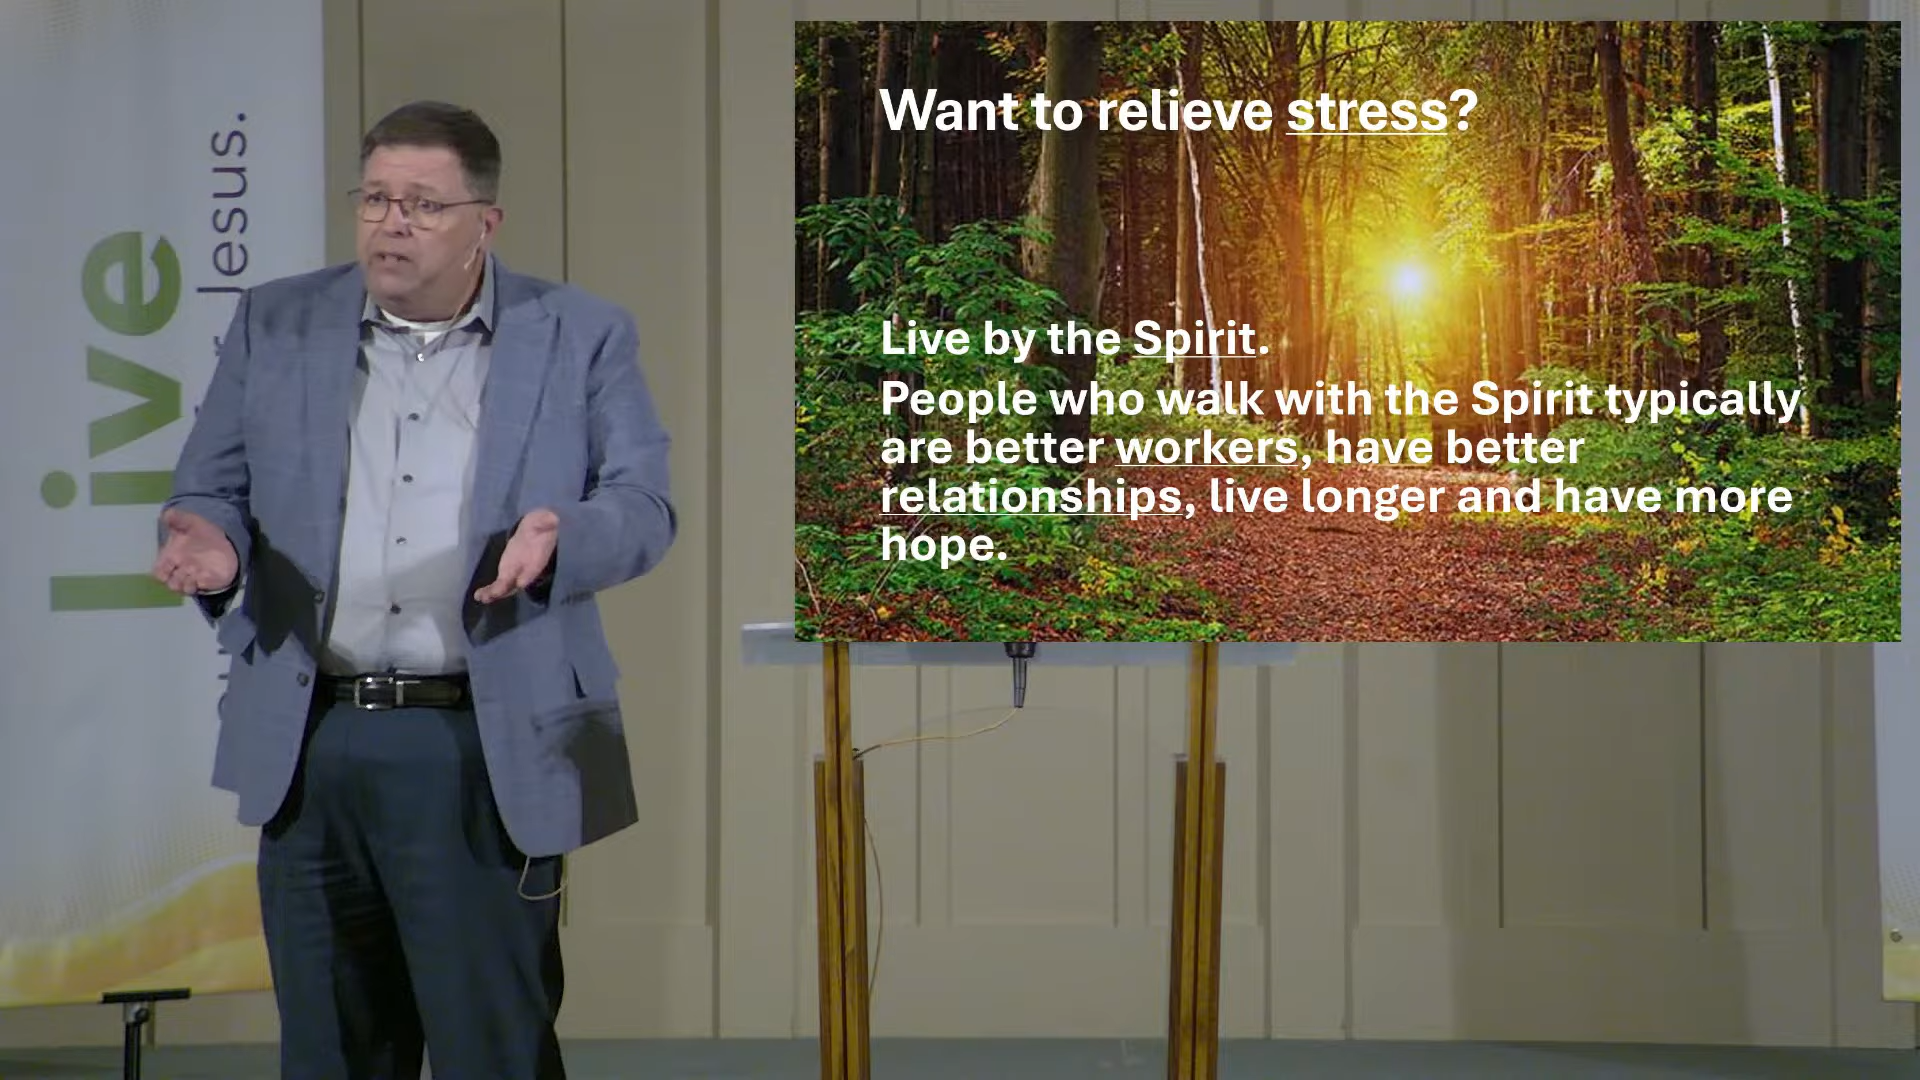 Live
Jesus.
Want to relieve stress?
Live by the Spirit.
People who walk with the Spirit typically
are better workers, have better
relationships, live longer and have more
hope.